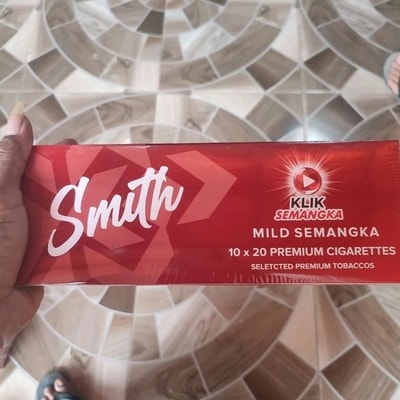 Smith
KLIK
SEMANGKA
MILD SEMANGKA
10 x 20 PREMIUM CIGARETTES
SELETCTED PREMIUM TOBACCOS